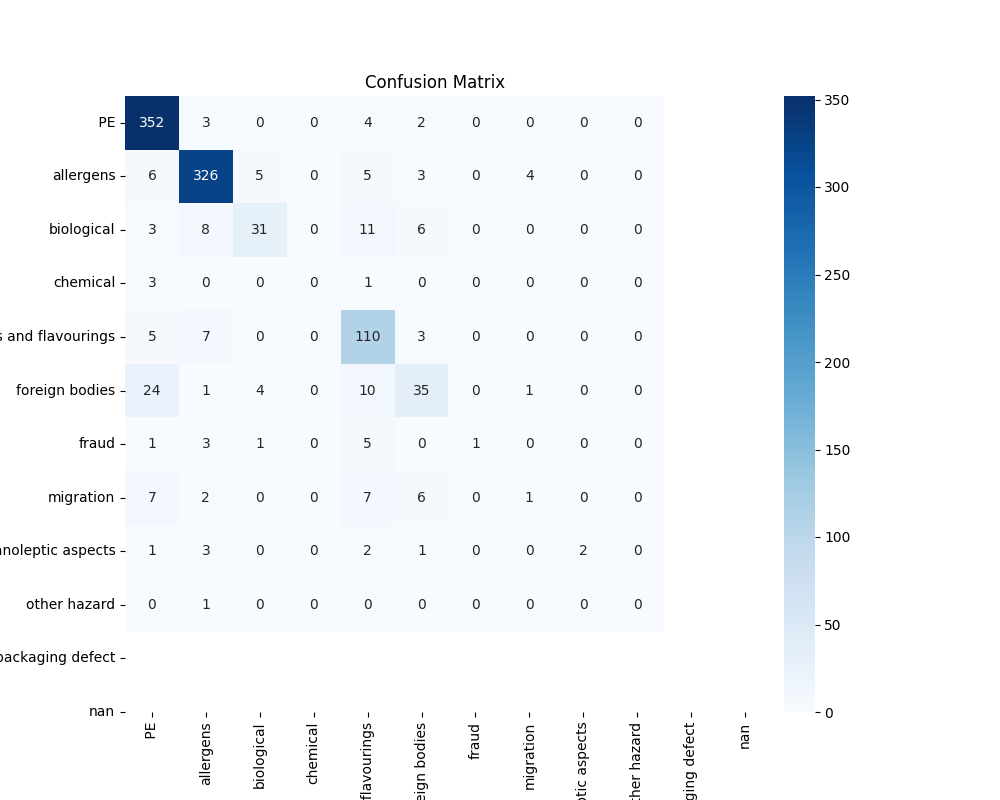 Confusion Matrix
PE 352 3 0 0 4 2 0 0 0 0
allergens 6 326 5 0 5 3 0 4 0 0
biological 3 8 31 0 11 6 0 0 0 0
chemical 3 0 0 0 1 0 0 0 0 0
s and flavourings 5 7 0 0 110 3 0 0 0 0
foreign bodies 24 1 4 0 10 35 0 1 0 0
fraud 1 3 1 0 5 0 1 0 0 0
migration 7 2 0 0 7 6 0 1 0 0
noleptic aspects 1 3 0 0 2 1 0 0 2 0
other hazard 0 1 0 0 0 0 0 0 0 0
packaging defect
nan
PE
allergens
biological
chemical
flavourings
eign bodies
fraud
migration
tic aspects
her hazard
ging defect
nan
350
300
250
200
150
100
50
0